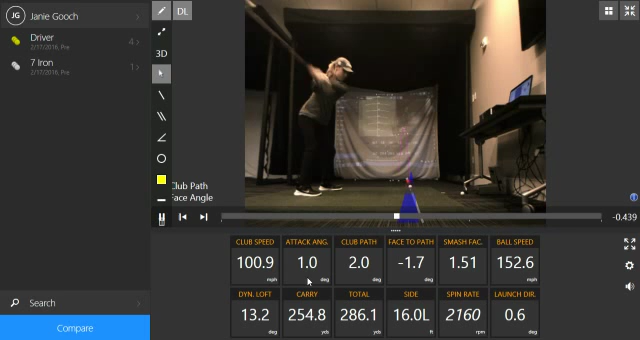 JG Janie Gooch
Driver 4
2/17/2016, Pre
7 Iron 1
2/17/2016, Pre
DL
3D
Club Path
Face Angle
-0.439
CLUB SPEED ATTACK ANG. CLUB PATH FACE TO PATH SMASH FAC. BALL SPEED
100.9 1.0 2.0 -1.7 1.51 152.6
mph deg deg deg mph
DYN. LOFT CARRY TOTAL SIDE SPIN RATE LAUNCH DIR.
13.2 254.8 286.1 16.0L 2160 0.6
deg yds yds ft rpm deg
Search
Compare